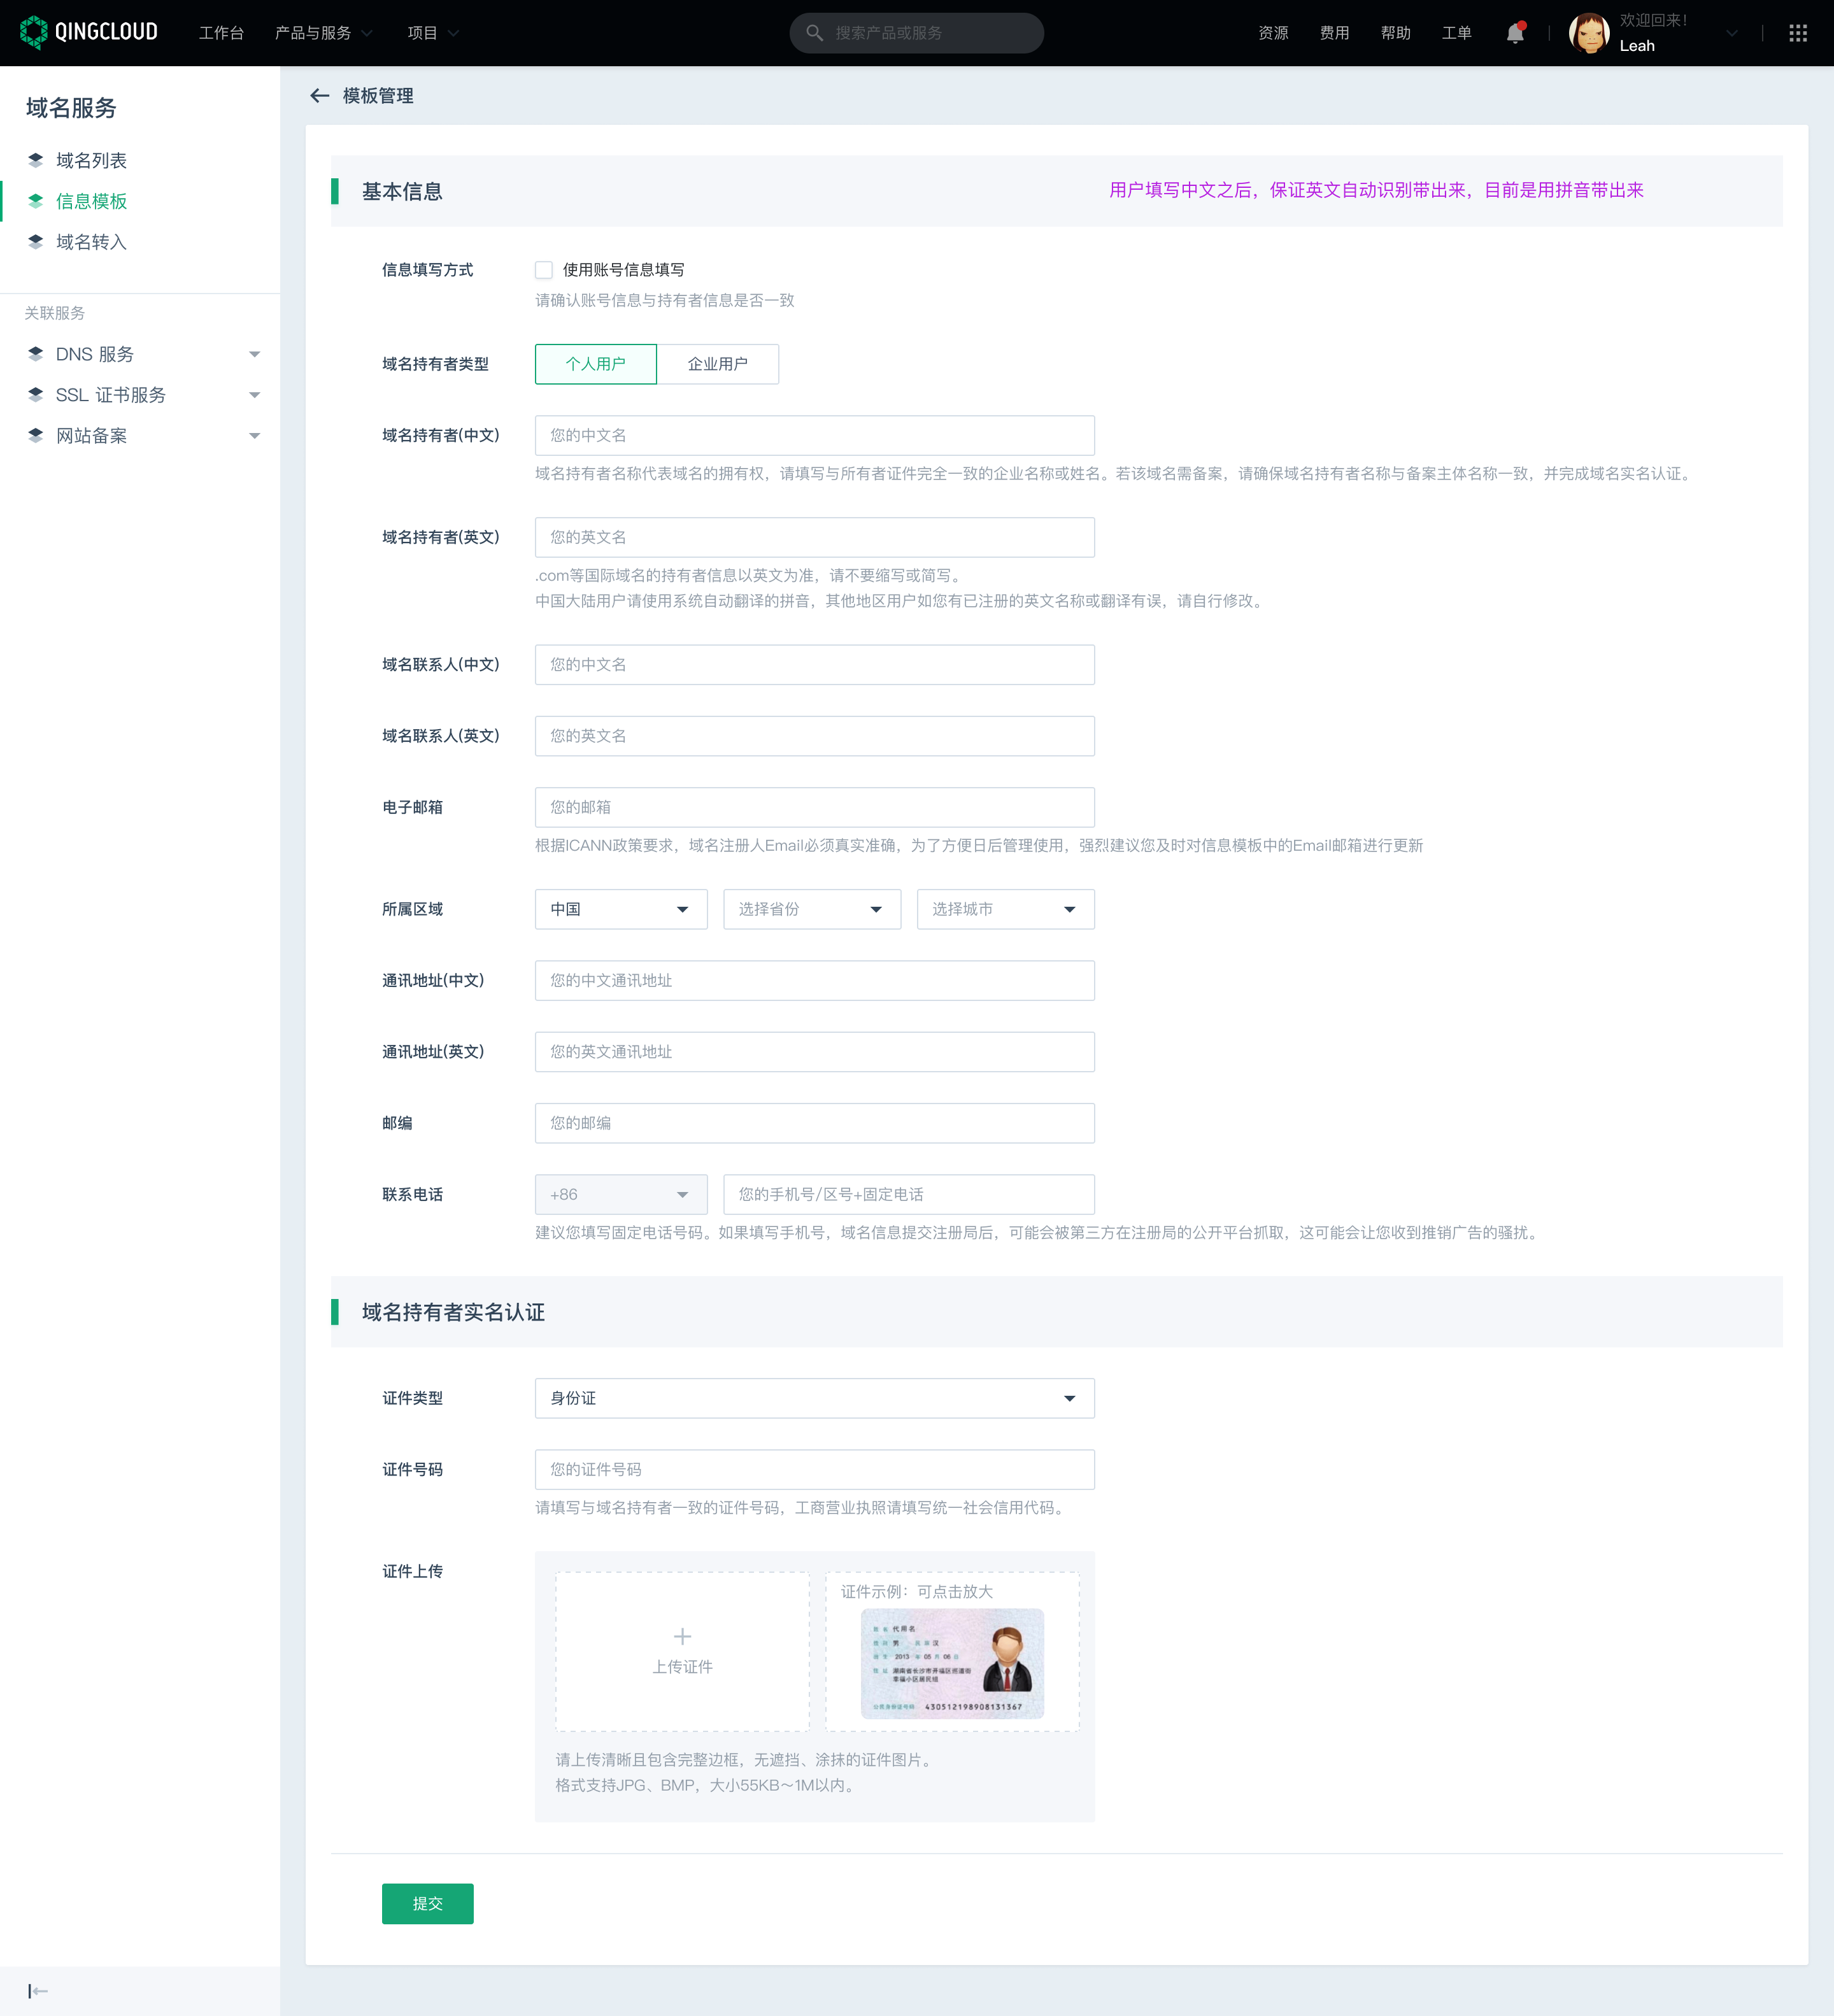 QINGCLOUD 工作台 产品与服务 项目 搜索产品或服务 资源 费用 帮助 工单 欢迎回来!
Leah
域名服务
域名列表
信息模板
域名转入
关联服务
DNS 服务
SSL 证书服务
网站备案
模板管理
基本信息 用户填写中文之后，保证英文自动识别带出来，目前是用拼音带出来
信息填写方式 使用账号信息填写
请确认账号信息与持有者信息是否一致
域名持有者类型 个人用户 企业用户
域名持有者(中文) 您的中文名
域名持有者名称代表域名的拥有权，请填写与所有者证件完全一致的企业名称或姓名。若该域名需备案，请确保域名持有者名称与备案主体名称一致，并完成域名实名认证。
域名持有者(英文) 您的英文名
.com等国际域名的持有者信息以英文为准，请不要缩写或简写。
中国大陆用户请使用系统自动翻译的拼音，其他地区用户如您有已注册的英文名称或翻译有误，请自行修改。
域名联系人(中文) 您的中文名
域名联系人(英文) 您的英文名
电子邮箱 您的邮箱
根据ICANN政策要求，域名注册人Email必须真实准确，为了方便日后管理使用，强烈建议您及时对信息模板中的Email邮箱进行更新
所属区域 中国 选择省份 选择城市
通讯地址(中文) 您的中文通讯地址
通讯地址(英文) 您的英文通讯地址
邮编 您的邮编
联系电话 +86 您的手机号/区号+固定电话
建议您填写固定电话号码。如果填写手机号，域名信息提交注册局后，可能会被第三方在注册局的公开平台抓取，这可能会让您收到推销广告的骚扰。
域名持有者实名认证
证件类型 身份证
证件号码 您的证件号码
请填写与域名持有者一致的证件号码，工商营业执照请填写统一社会信用代码。
证件上传 上传证件
证件示例：可点击放大
姓 名 代用名
性 别 男 民 族 汉
出 生 2013 年 05 月 06 日
住 址 湖南省长沙市开福区巡道街
幸福小区居民组
公民身份证号码 430512198908131367
请上传清晰且包含完整边框，无遮挡、涂抹的证件图片。
格式支持JPG、BMP，大小55KB～1M以内。
提交